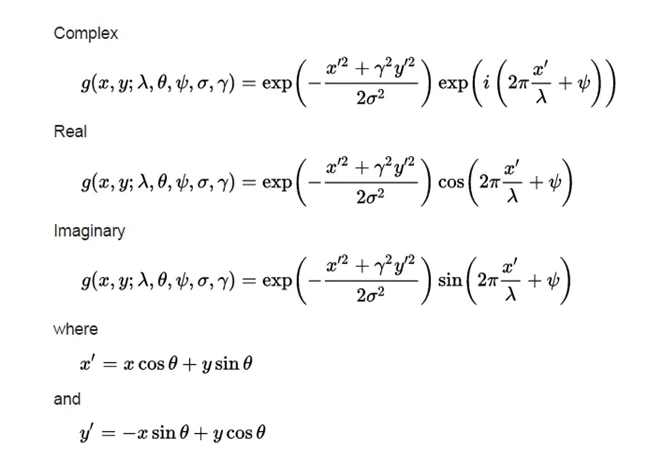 Complex
g(x, y; λ, θ, ψ, σ, γ) = exp(−(x′² + γ²y′²)/(2σ²)) exp(i(2π x′/λ + ψ))
Real
g(x, y; λ, θ, ψ, σ, γ) = exp(−(x′² + γ²y′²)/(2σ²)) cos(2π x′/λ + ψ)
Imaginary
g(x, y; λ, θ, ψ, σ, γ) = exp(−(x′² + γ²y′²)/(2σ²)) sin(2π x′/λ + ψ)
where
x′ = x cos θ + y sin θ
and
y′ = −x sin θ + y cos θ